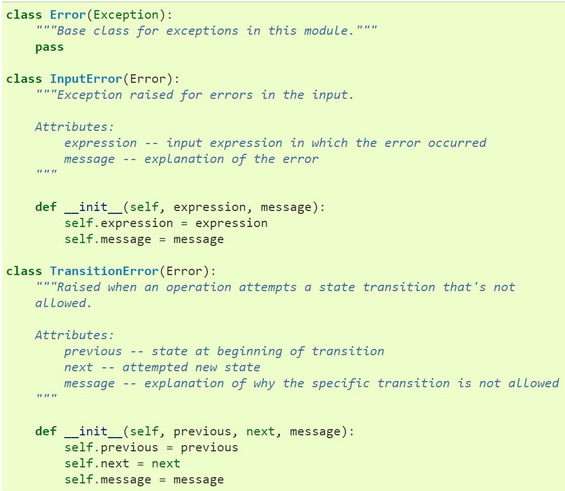 class Error(Exception):
    """Base class for exceptions in this module."""
    pass

class InputError(Error):
    """Exception raised for errors in the input.

    Attributes:
        expression -- input expression in which the error occurred
        message -- explanation of the error
    """

    def __init__(self, expression, message):
        self.expression = expression
        self.message = message

class TransitionError(Error):
    """Raised when an operation attempts a state transition that's not
    allowed.

    Attributes:
        previous -- state at beginning of transition
        next -- attempted new state
        message -- explanation of why the specific transition is not allowed
    """

    def __init__(self, previous, next, message):
        self.previous = previous
        self.next = next
        self.message = message